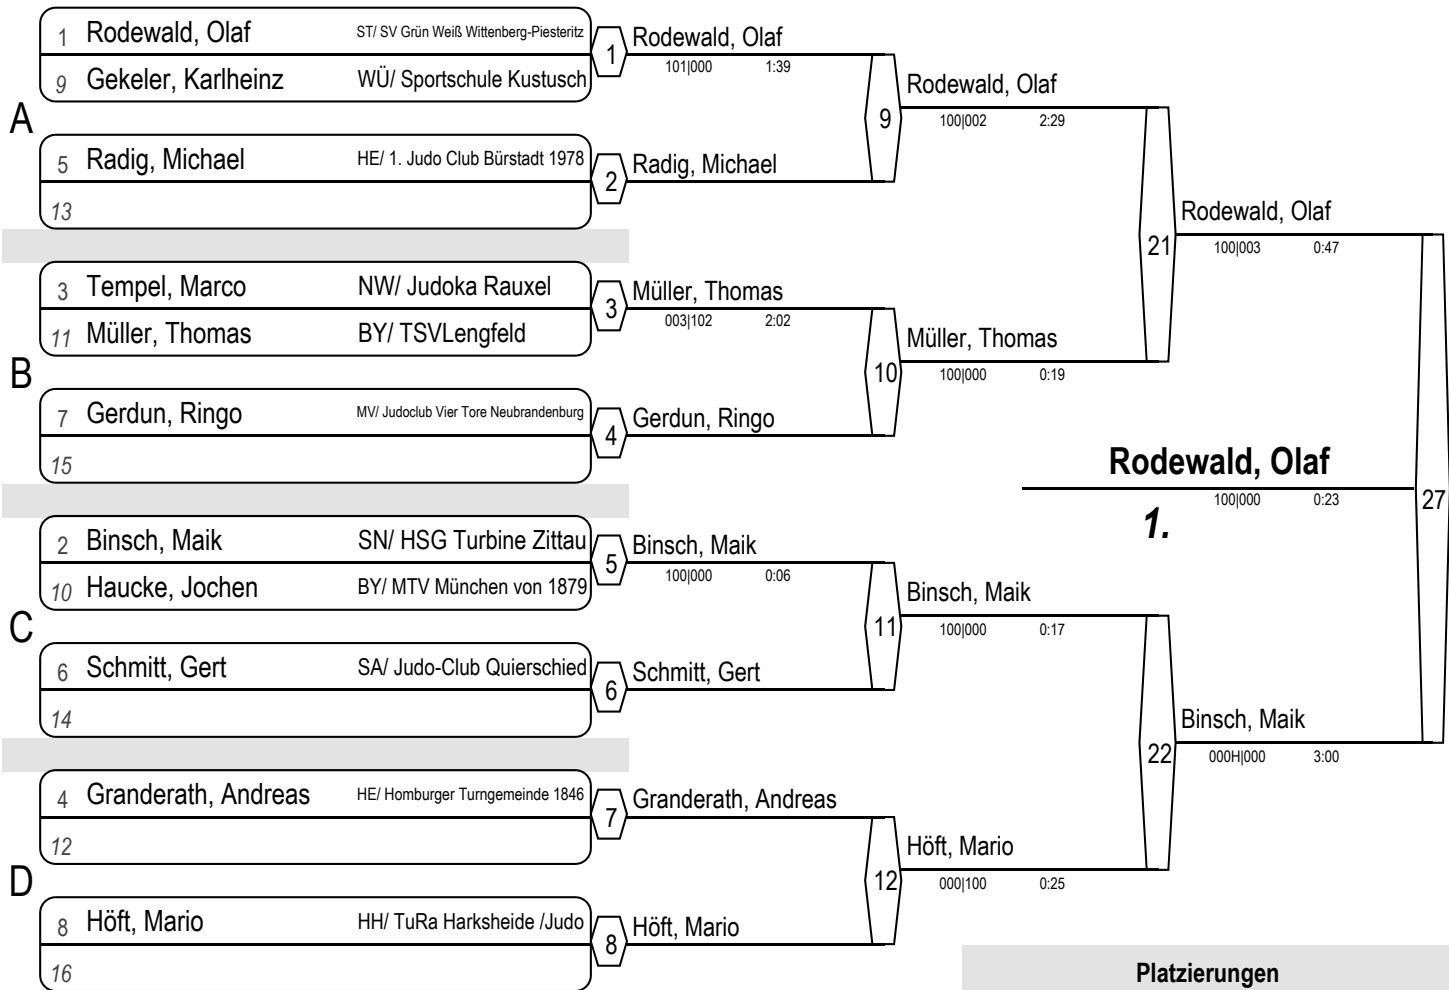 1 Rodewald, Olaf ST/ SV Grün Weiß Wittenberg-Piesteritz
9 Gekeler, Karlheinz WÜ/ Sportschule Kustusch
A
5 Radig, Michael HE/ 1. Judo Club Bürstadt 1978
13
3 Tempel, Marco NW/ Judoka Rauxel
11 Müller, Thomas BY/ TSVLengfeld
B
7 Gerdun, Ringo MV/ Judoclub Vier Tore Neubrandenburg
15
2 Binsch, Maik SN/ HSG Turbine Zittau
10 Haucke, Jochen BY/ MTV München von 1879
C
6 Schmitt, Gert SA/ Judo-Club Quierschied
14
4 Granderath, Andreas HE/ Homburger Turngemeinde 1846
12
D
8 Höft, Mario HH/ TuRa Harksheide /Judo
16
1 Rodewald, Olaf
101|000 1:39
2 Radig, Michael
3 Müller, Thomas
003|102 2:02
4 Gerdun, Ringo
5 Binsch, Maik
100|000 0:06
6 Schmitt, Gert
7 Granderath, Andreas
8 Höft, Mario
9 Rodewald, Olaf
100|002 2:29
10 Müller, Thomas
100|000 0:19
11 Binsch, Maik
100|000 0:17
12 Höft, Mario
000|100 0:25
21 Rodewald, Olaf
100|003 0:47
22 Binsch, Maik
000H|000 3:00
27
Rodewald, Olaf
100|000 0:23
1.
Platzierungen